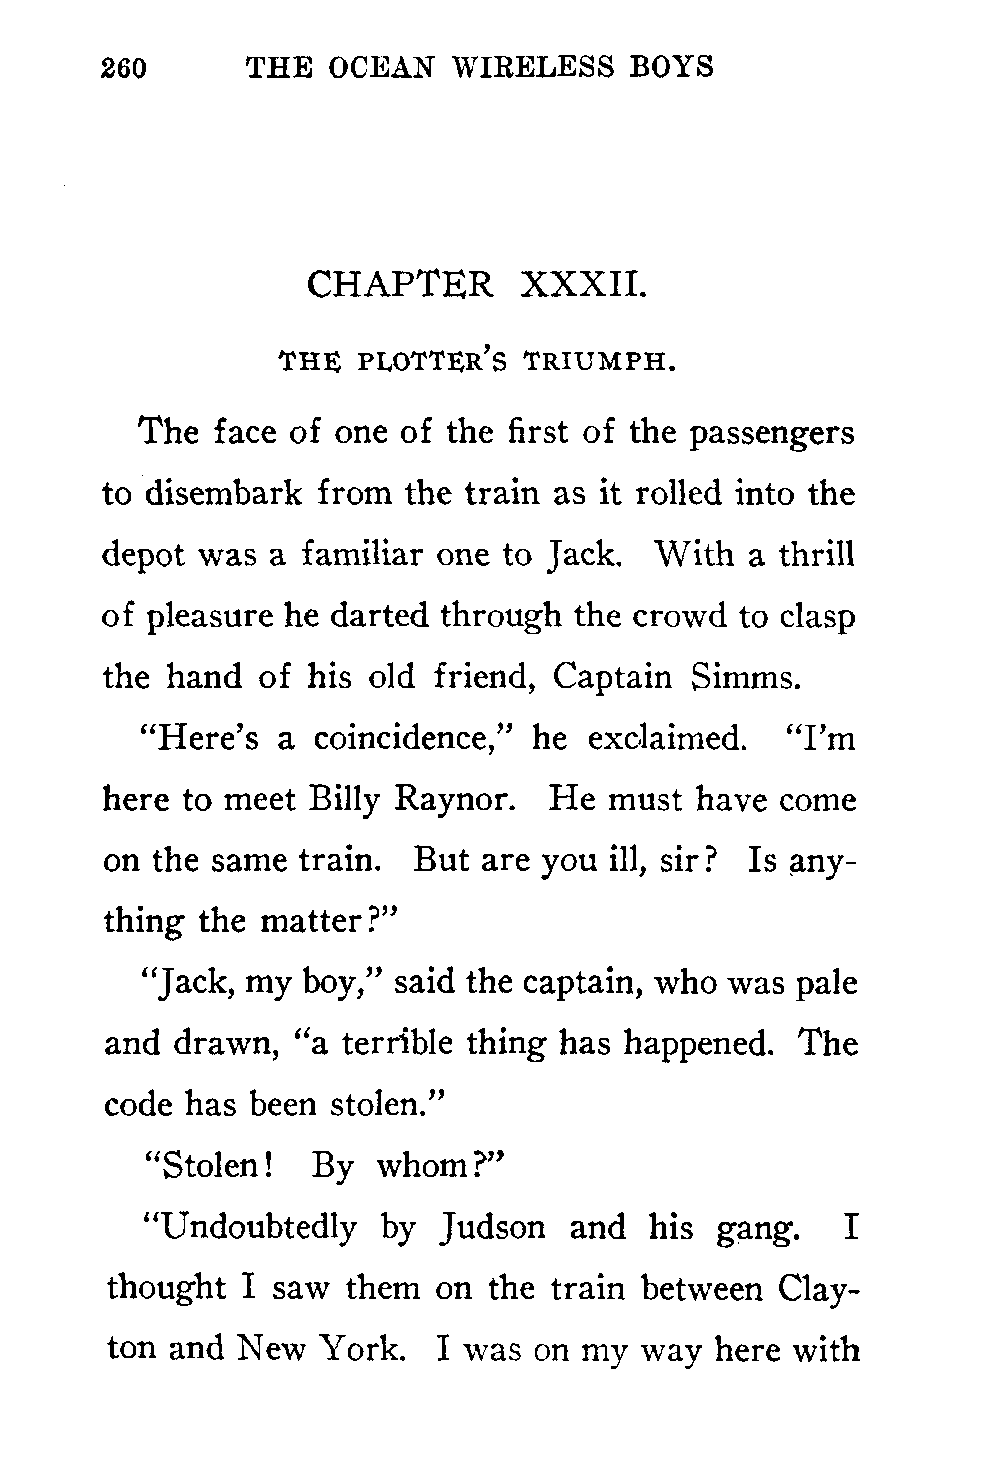 260 THE OCEAN WIRELESS BOYS
CHAPTER XXXII.
THE PLOTTER'S TRIUMPH.
The face of one of the first of the passengers
to disembark from the train as it rolled into the
depot was a familiar one to Jack. With a thrill
of pleasure he darted through the crowd to clasp
the hand of his old friend, Captain Simms.
"Here's a coincidence," he exclaimed. "I'm
here to meet Billy Raynor. He must have come
on the same train. But are you ill, sir? Is any-
thing the matter?"
"Jack, my boy," said the captain, who was pale
and drawn, "a terrible thing has happened. The
code has been stolen."
"Stolen! By whom?"
"Undoubtedly by Judson and his gang. I
thought I saw them on the train between Clay-
ton and New York. I was on my way here with